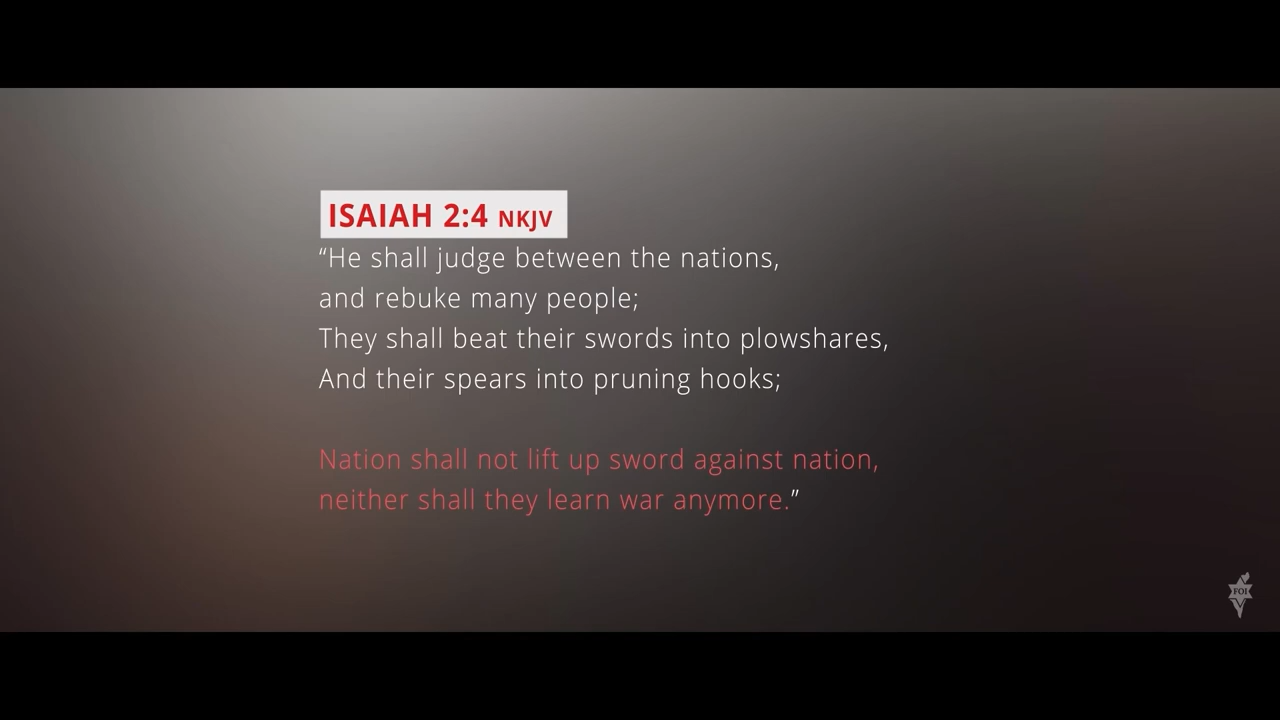 ISAIAH 2:4 NKJV
“He shall judge between the nations,
and rebuke many people;
They shall beat their swords into plowshares,
And their spears into pruning hooks;
Nation shall not lift up sword against nation,
neither shall they learn war anymore.”
FOI